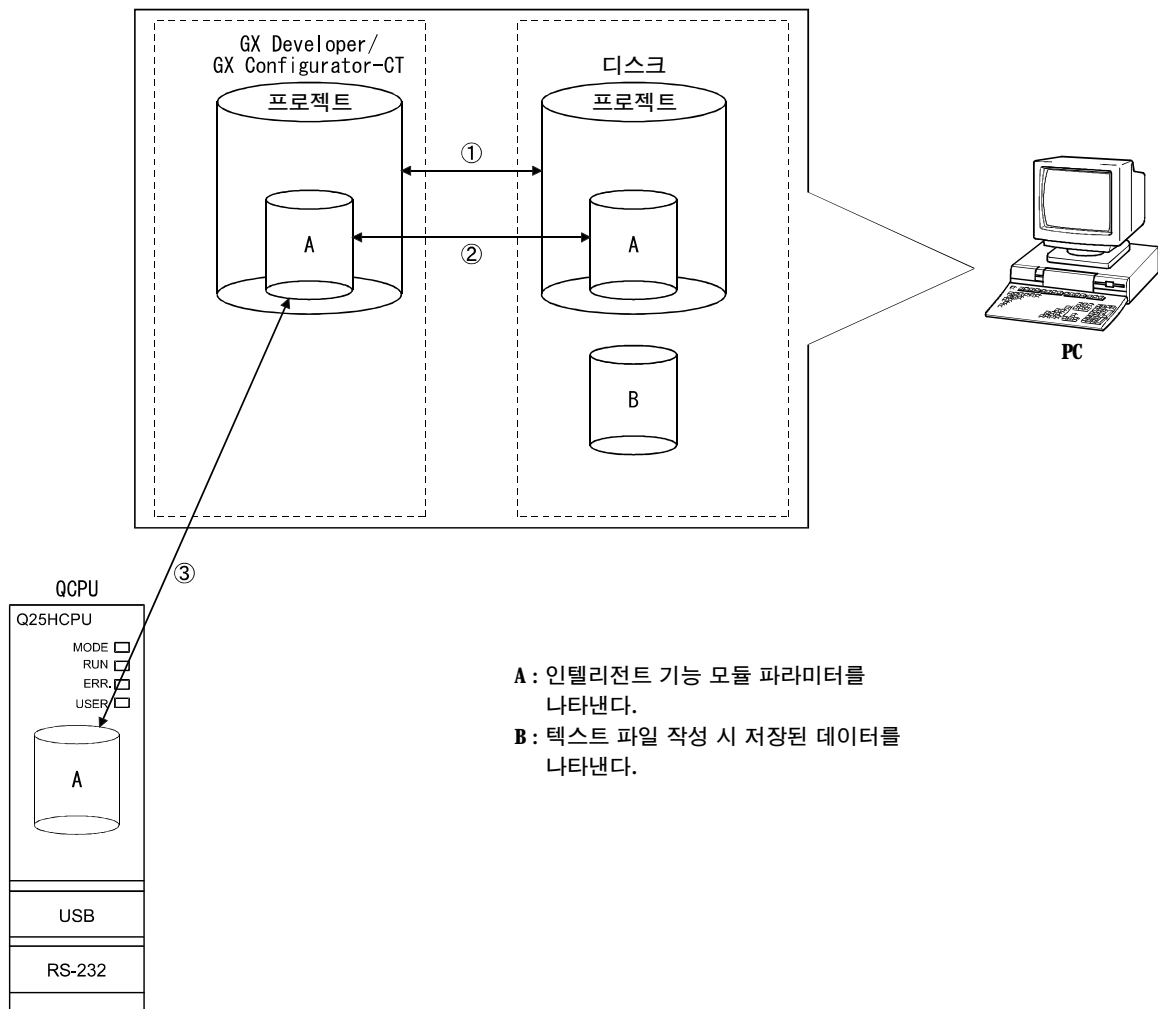 GX Developer/
GX Configurator-CT
프로젝트
디스크
프로젝트
①
A
②
A
B
PC
③
QCPU
Q25HCPU
MODE
RUN
ERR.
USER
A
USB
RS-232
A : 인텔리전트 기능 모듈 파라미터를
나타낸다.
B : 텍스트 파일 작성 시 저장된 데이터를
나타낸다.